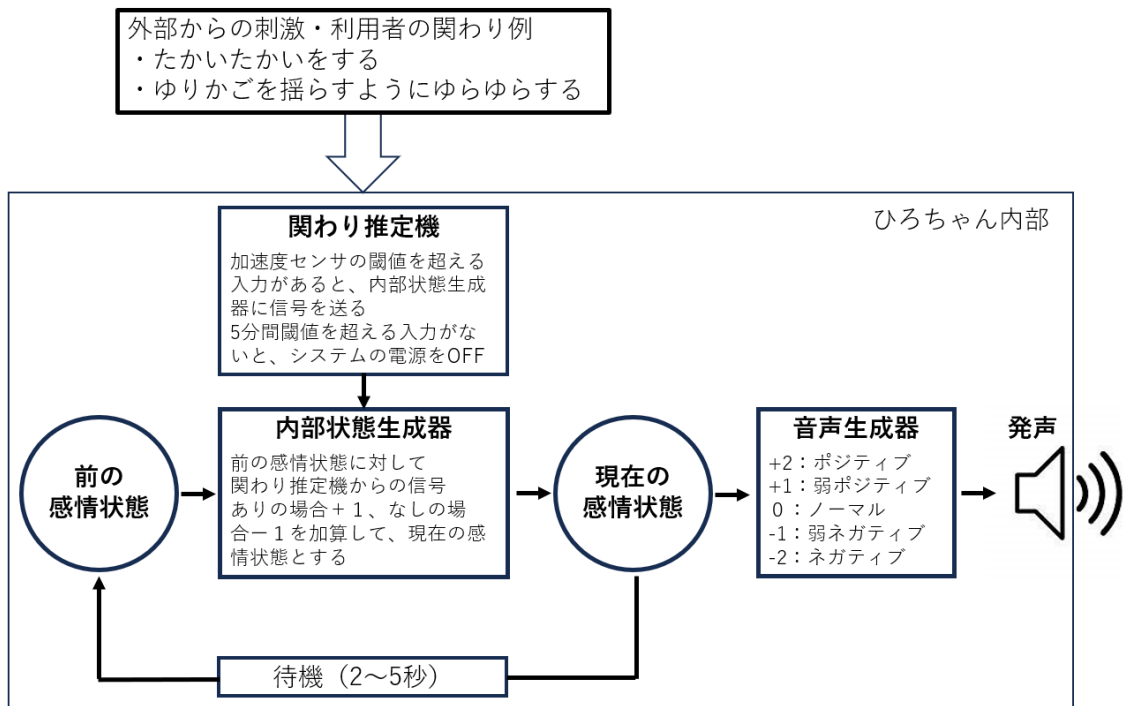 外部からの刺激・利用者の関わり例
・たかいたかいをする
・ゆりかごを揺らすようにゆらゆらする
ひろちゃん内部
関わり推定機
加速度センサの閾値を超える
入力があると、内部状態生成
器に信号を送る
5分間閾値を超える入力がな
いと、システムの電源をOFF
前の
感情状態
内部状態生成器
前の感情状態に対して
関わり推定機からの信号
ありの場合+1、なしの場
合ー1を加算して、現在の感
情状態とする
現在の
感情状態
音声生成器
+2：ポジティブ
+1：弱ポジティブ
0：ノーマル
-1：弱ネガティブ
-2：ネガティブ
発声
待機（2～5秒）